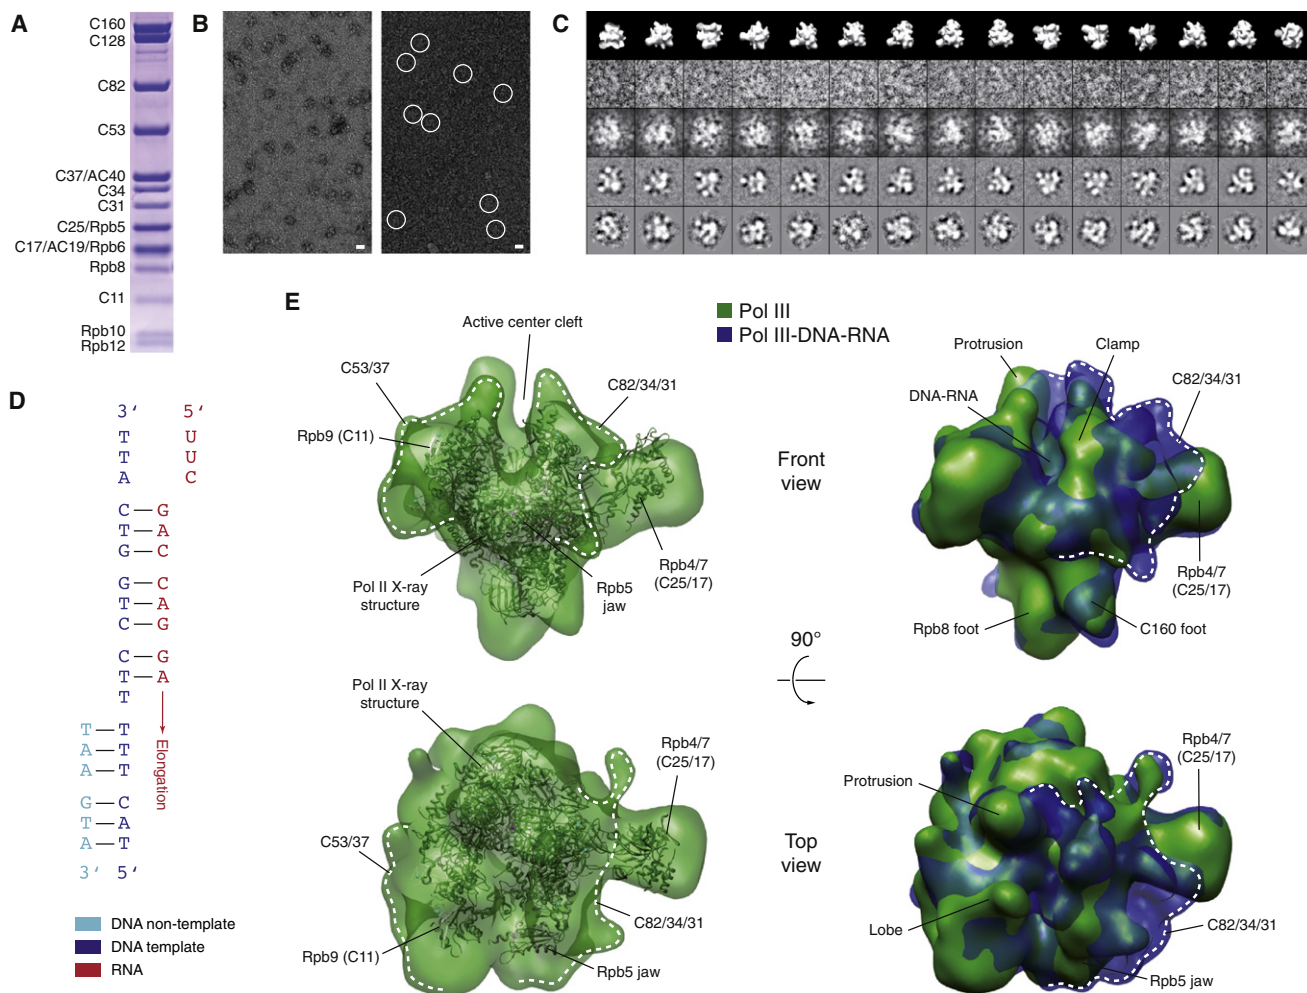 A
C160
C128
C82
C53
C37/AC40
C34
C31
C25/Rpb5
C17/AC19/Rpb6
Rpb8
C11
Rpb10
Rpb12
B
C
D
3‘ 5‘
T U
T U
A C
C — G
T — A
G — C
G — C
T — A
C — G
C — G
T — A
T
T — T
A — T
A — T
G — C
T — A
A — T
3‘ 5‘
Elongation
DNA non-template
DNA template
RNA
E
Pol III
Pol III-DNA-RNA
Active center cleft
C53/37
C82/34/31
Rpb9 (C11)
Pol II X-ray
structure
Rpb5
jaw
Rpb4/7
(C25/17)
Front
view
Protrusion
Clamp
DNA-RNA
C82/34/31
Rpb4/7
(C25/17)
Rpb8 foot
C160 foot
90°
Pol II X-ray
structure
Rpb4/7
(C25/17)
C53/37
C82/34/31
Rpb9 (C11)
Rpb5 jaw
Top
view
Protrusion
Rpb4/7
(C25/17)
Lobe
C82/34/31
Rpb5 jaw